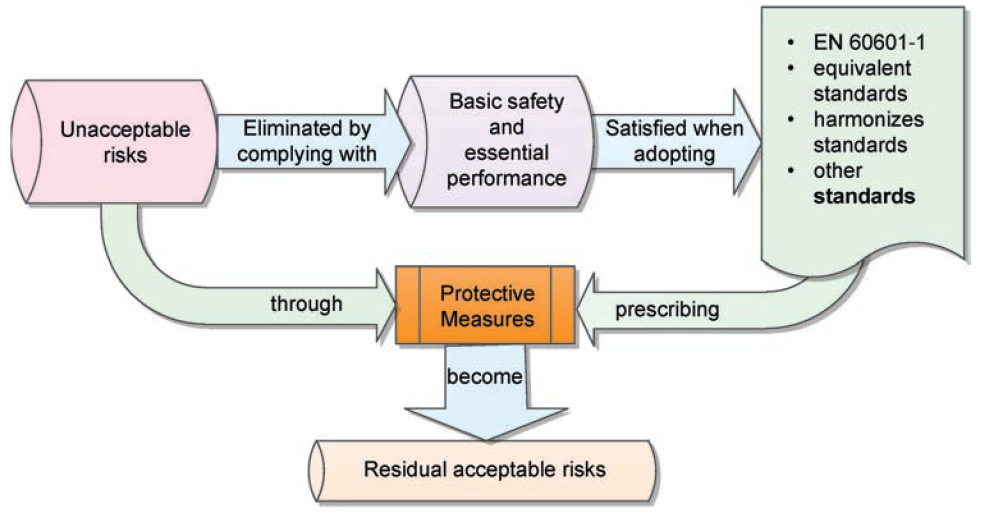 Unacceptable
risks
Eliminated by
complying with
Basic safety
and
essential
performance
Satisfied when
adopting
• EN 60601-1
• equivalent
standards
• harmonizes
standards
• other
standards
through
Protective
Measures
prescribing
become
Residual acceptable risks